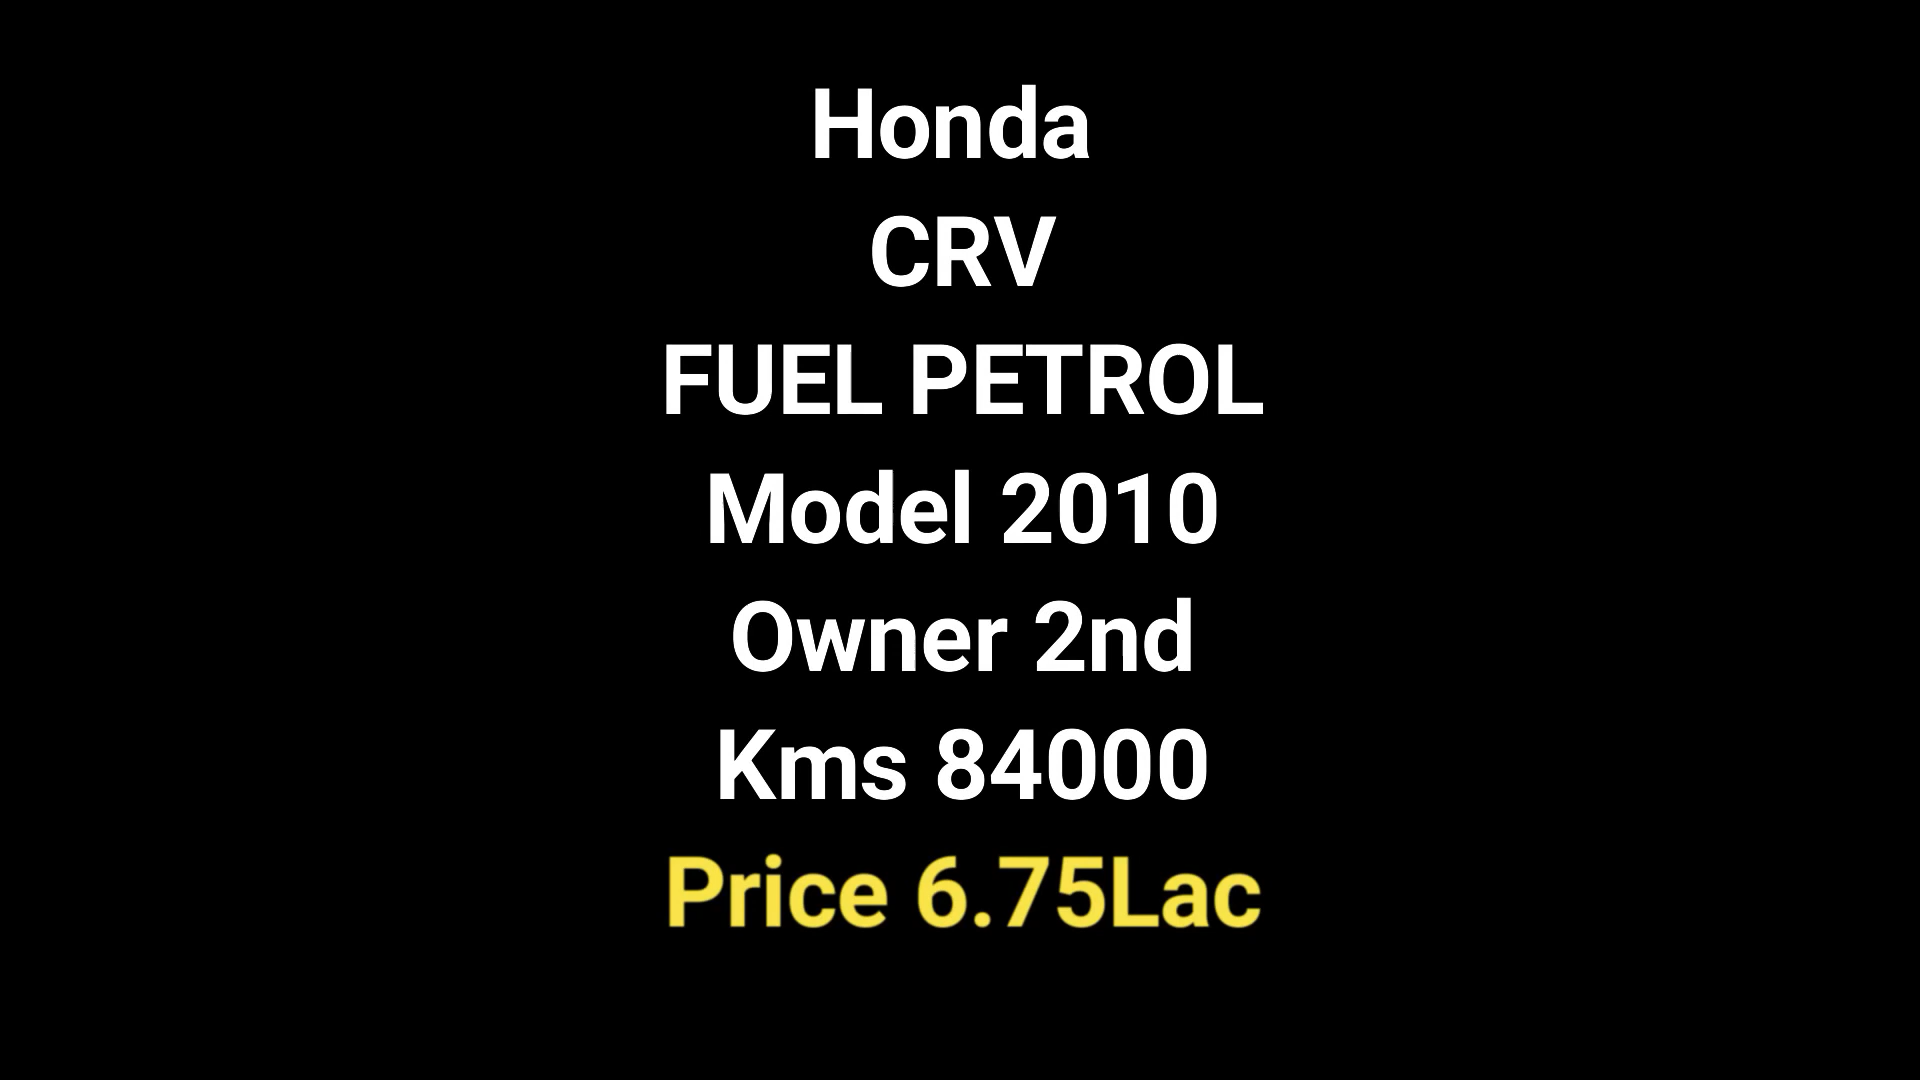 Honda
CRV
FUEL PETROL
Model 2010
Owner 2nd
Kms 84000
Price 6.75Lac